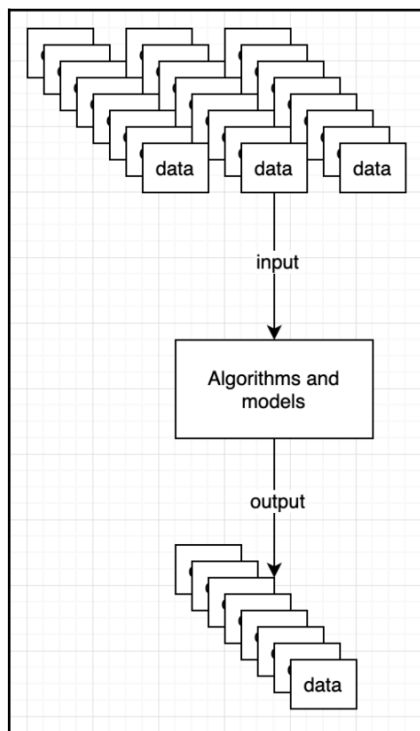 data data data
input
Algorithms and
models
output
data